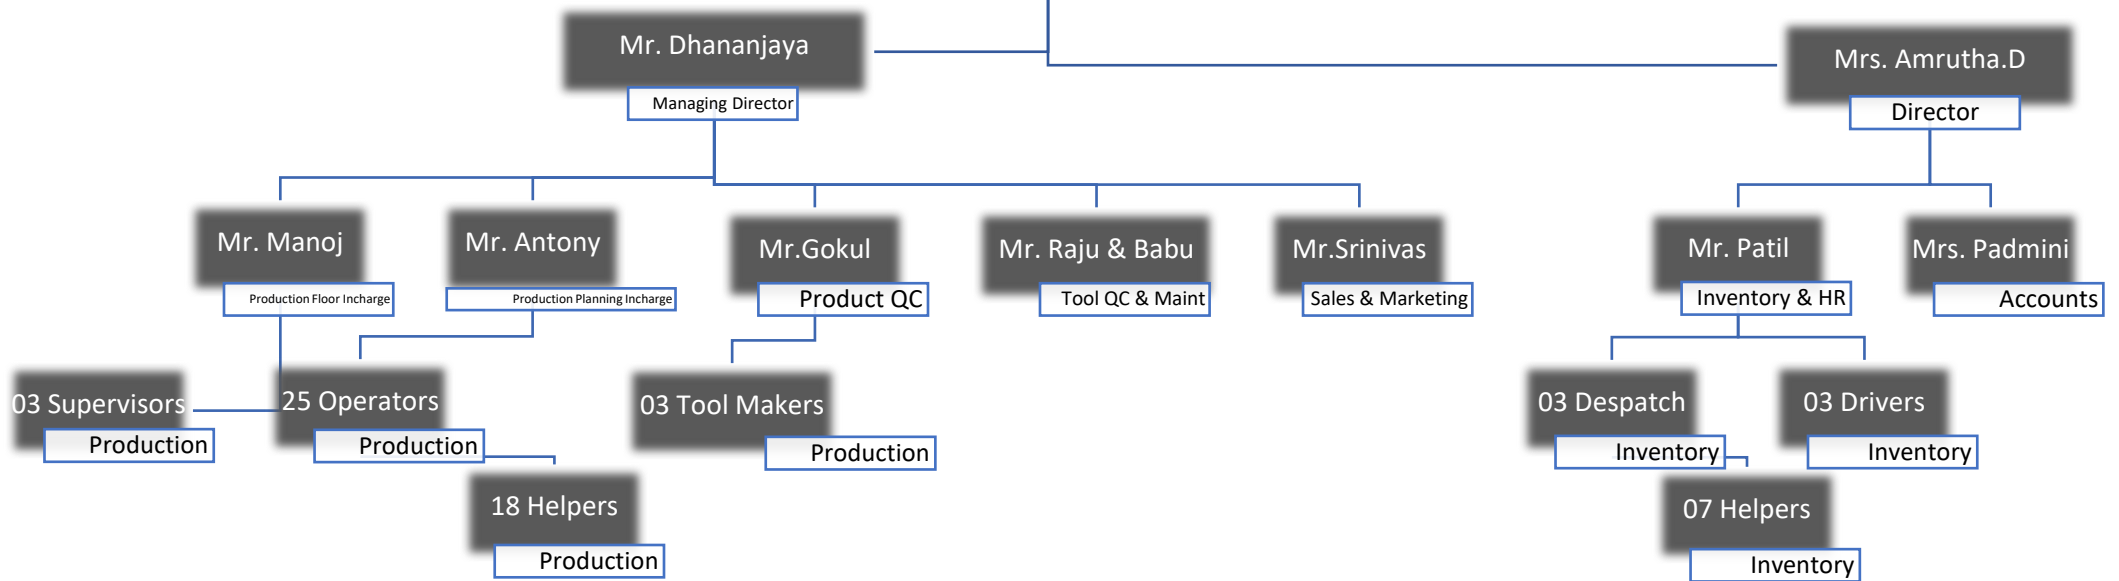 Mr. Dhananjaya
Managing Director
Mrs. Amrutha.D
Director
Mr. Manoj
Production Floor Incharge
Mr. Antony
Production Planning Incharge
Mr.Gokul
Product QC
Mr. Raju & Babu
Tool QC & Maint
Mr.Srinivas
Sales & Marketing
Mr. Patil
Inventory & HR
Mrs. Padmini
Accounts
03 Supervisors
Production
25 Operators
Production
03 Tool Makers
Production
03 Despatch
Inventory
03 Drivers
Inventory
18 Helpers
Production
07 Helpers
Inventory